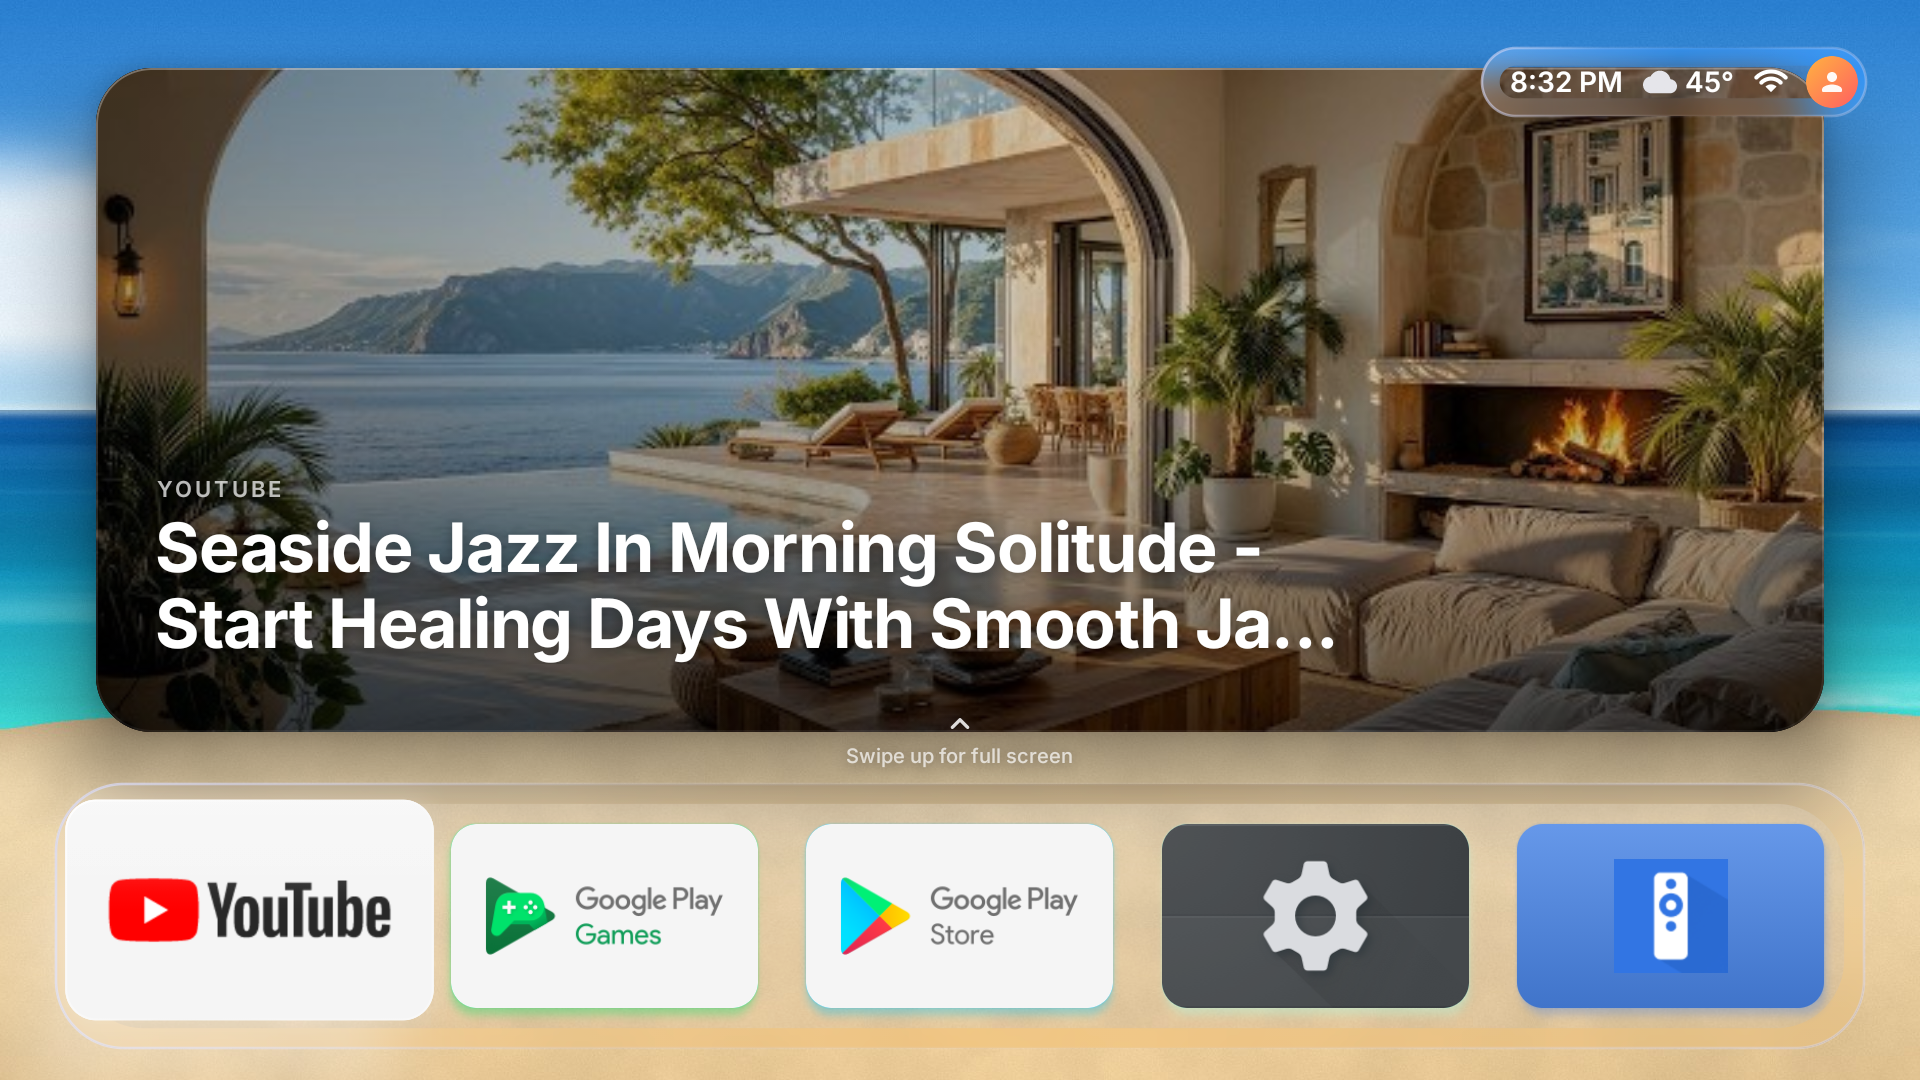 8:32 PM 45°
YOUTUBE
Seaside Jazz In Morning Solitude -
Start Healing Days With Smooth Ja...
Swipe up for full screen
YouTube
Google Play
Games
Google Play
Store